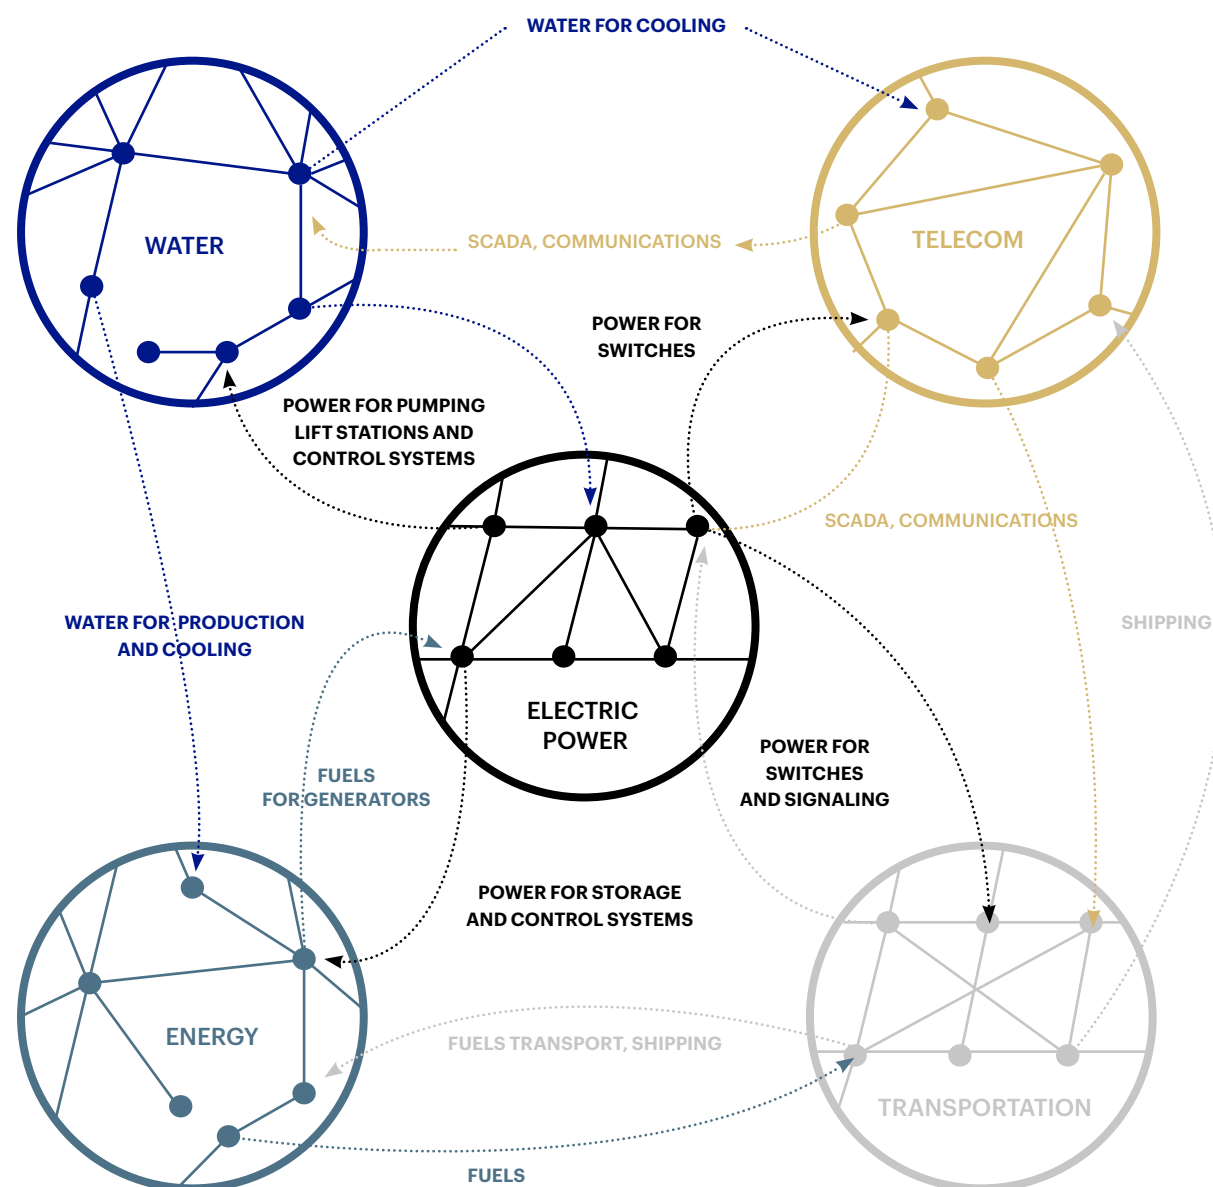 WATER FOR COOLING
WATER
SCADA, COMMUNICATIONS
TELECOM
POWER FOR
SWITCHES
POWER FOR PUMPING
LIFT STATIONS AND
CONTROL SYSTEMS
SCADA, COMMUNICATIONS
WATER FOR PRODUCTION
AND COOLING
SHIPPING
ELECTRIC
POWER
POWER FOR
SWITCHES
AND SIGNALING
FUELS
FOR GENERATORS
POWER FOR STORAGE
AND CONTROL SYSTEMS
ENERGY
FUELS TRANSPORT, SHIPPING
TRANSPORTATION
FUELS